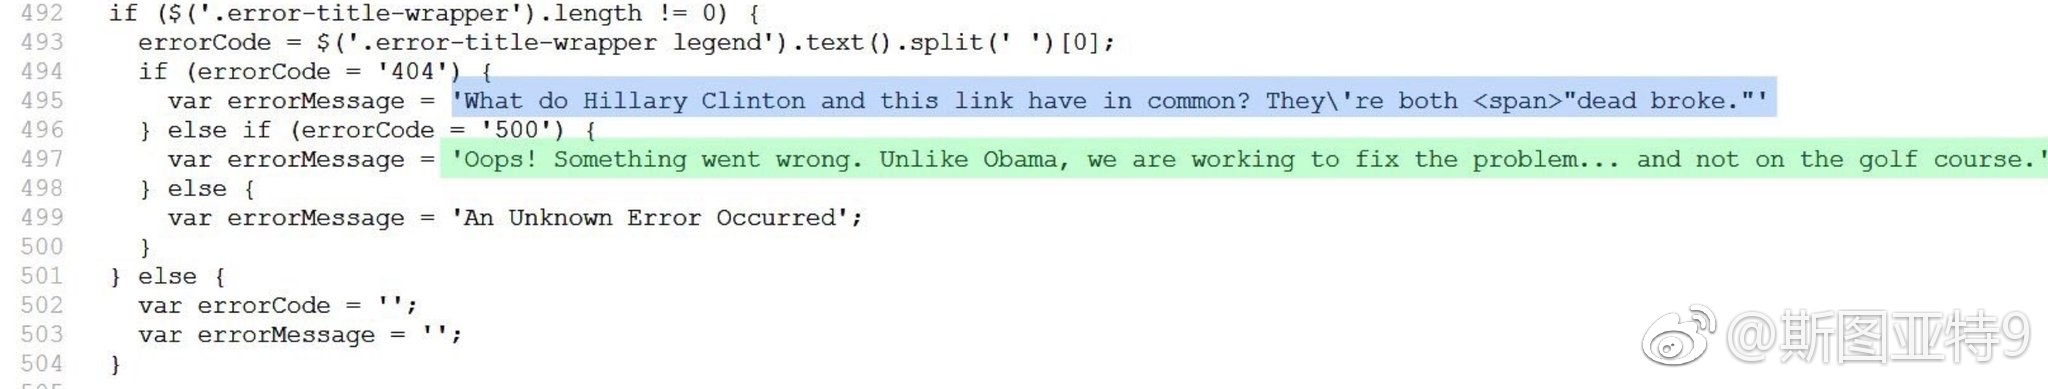 492 if ($('.error-title-wrapper').length != 0) {
493 errorCode = $('.error-title-wrapper legend').text().split(' ')[0];
494 if (errorCode = '404') {
495 var errorMessage = 'What do Hillary Clinton and this link have in common? They\'re both <span>"dead broke."'
496 } else if (errorCode = '500') {
497 var errorMessage = 'Oops! Something went wrong. Unlike Obama, we are working to fix the problem... and not on the golf course.'
498 } else {
499 var errorMessage = 'An Unknown Error Occurred';
500 }
501 } else {
502 var errorCode = '';
503 var errorMessage = '';
504 }
@斯图亚特9